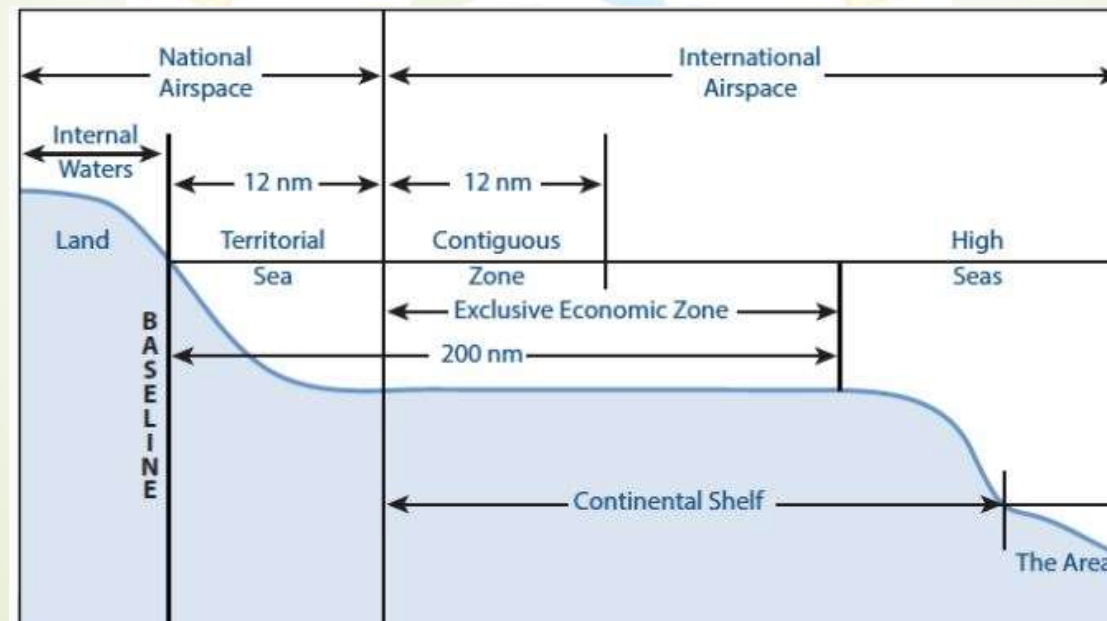 National
Airspace
International
Airspace
Internal
Waters
12 nm
12 nm
Land
Territorial
Sea
Contiguous
Zone
High
Seas
Exclusive Economic Zone
200 nm
BASELINE
Continental Shelf
The Area